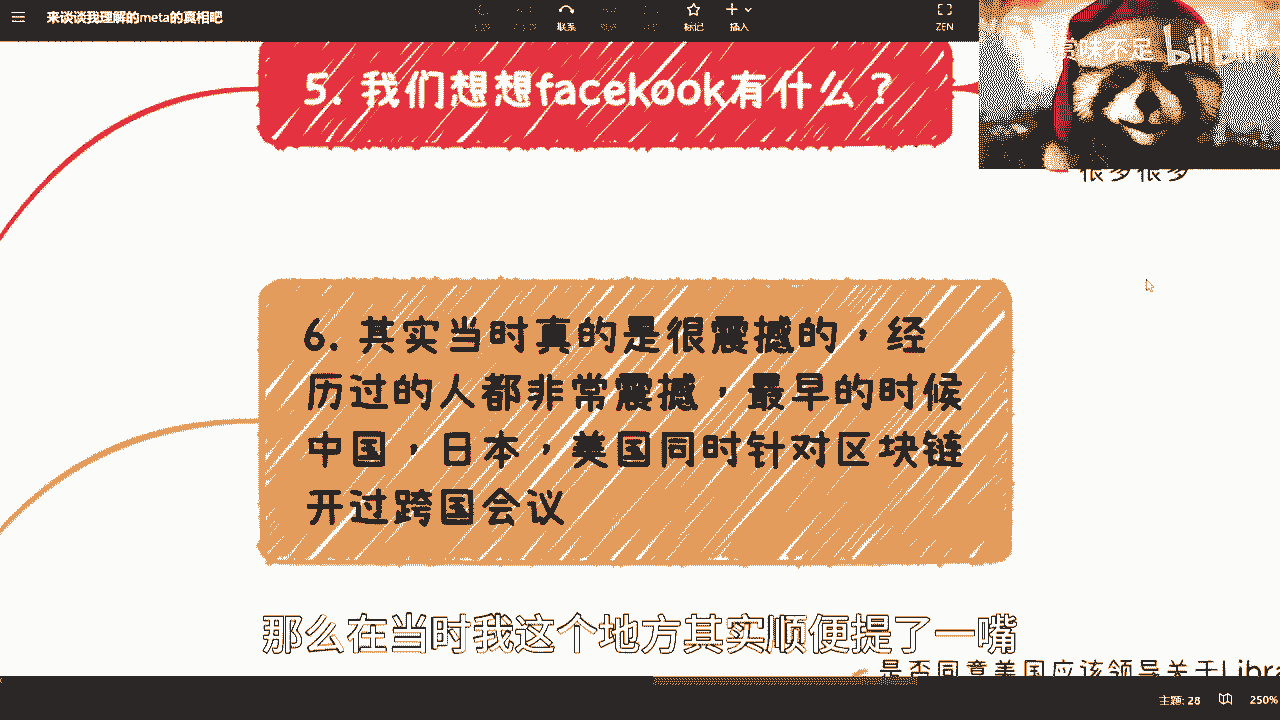 来谈谈我理解的meta的真相吧
联系
标记
插入
ZEN
赏味不足 bilibili
5. 我们想想facekook有什么？
很多很多
6. 其实当时真的是很震撼的，经
历过的人都非常震撼，最早的时候
中国，日本，美国同时针对区块链
开过跨国会议
那么在当时我这个地方其实顺便提了一嘴
是否同意美国应该领导关于Libra
主题: 28
250%